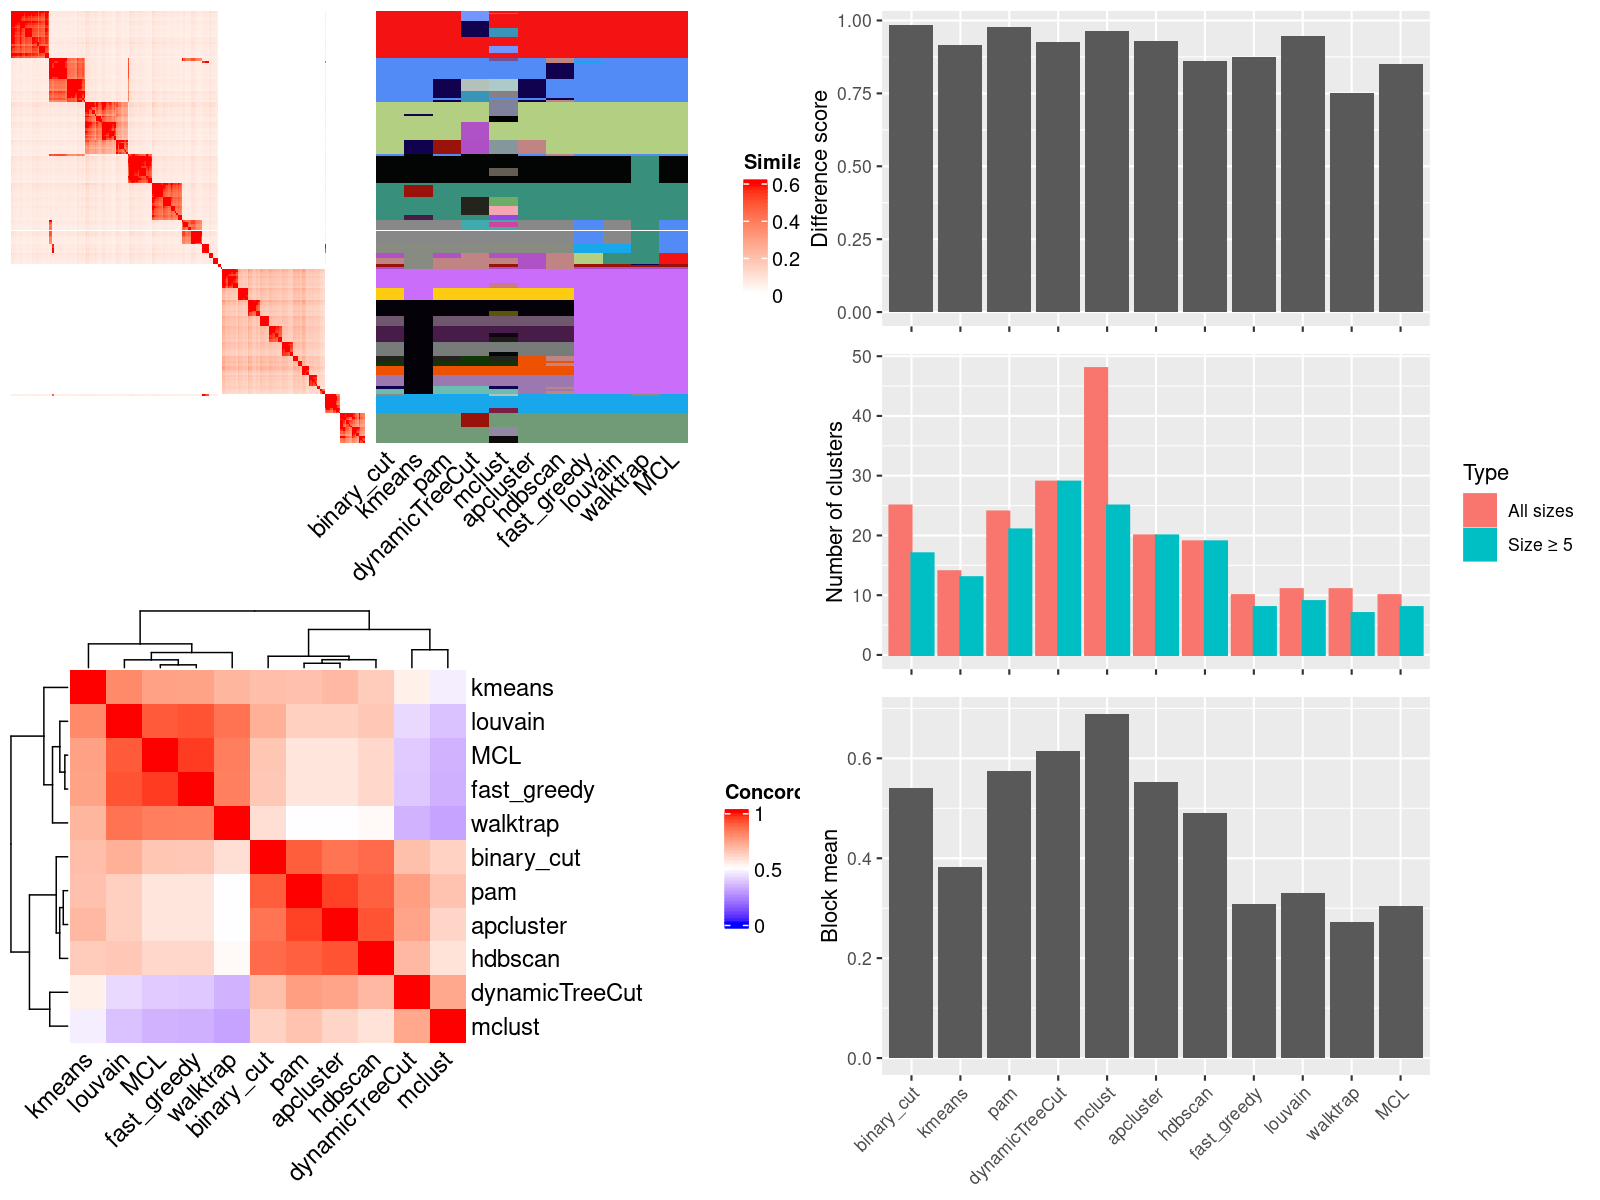 Simila
0.6
0.4
0.2
0
binary_cut
kmeans
pam
dynamicTreeCut
mclust
apcluster
hdbscan
fast_greedy
louvain
walktrap
MCL
Difference score
1.00
0.75
0.50
0.25
0.00
Number of clusters
50
40
30
20
10
0
Type
All sizes
Size ≥ 5
kmeans
louvain
MCL
fast_greedy
walktrap
binary_cut
pam
apcluster
hdbscan
dynamicTreeCut
mclust
kmeans
louvain
MCL
fast_greedy
walktrap
binary_cut
pam
apcluster
hdbscan
dynamicTreeCut
mclust
Concord
1
0.5
0
Block mean
0.6
0.4
0.2
0.0
binary_cut
kmeans
pam
dynamicTreeCut
mclust
apcluster
hdbscan
fast_greedy
louvain
walktrap
MCL